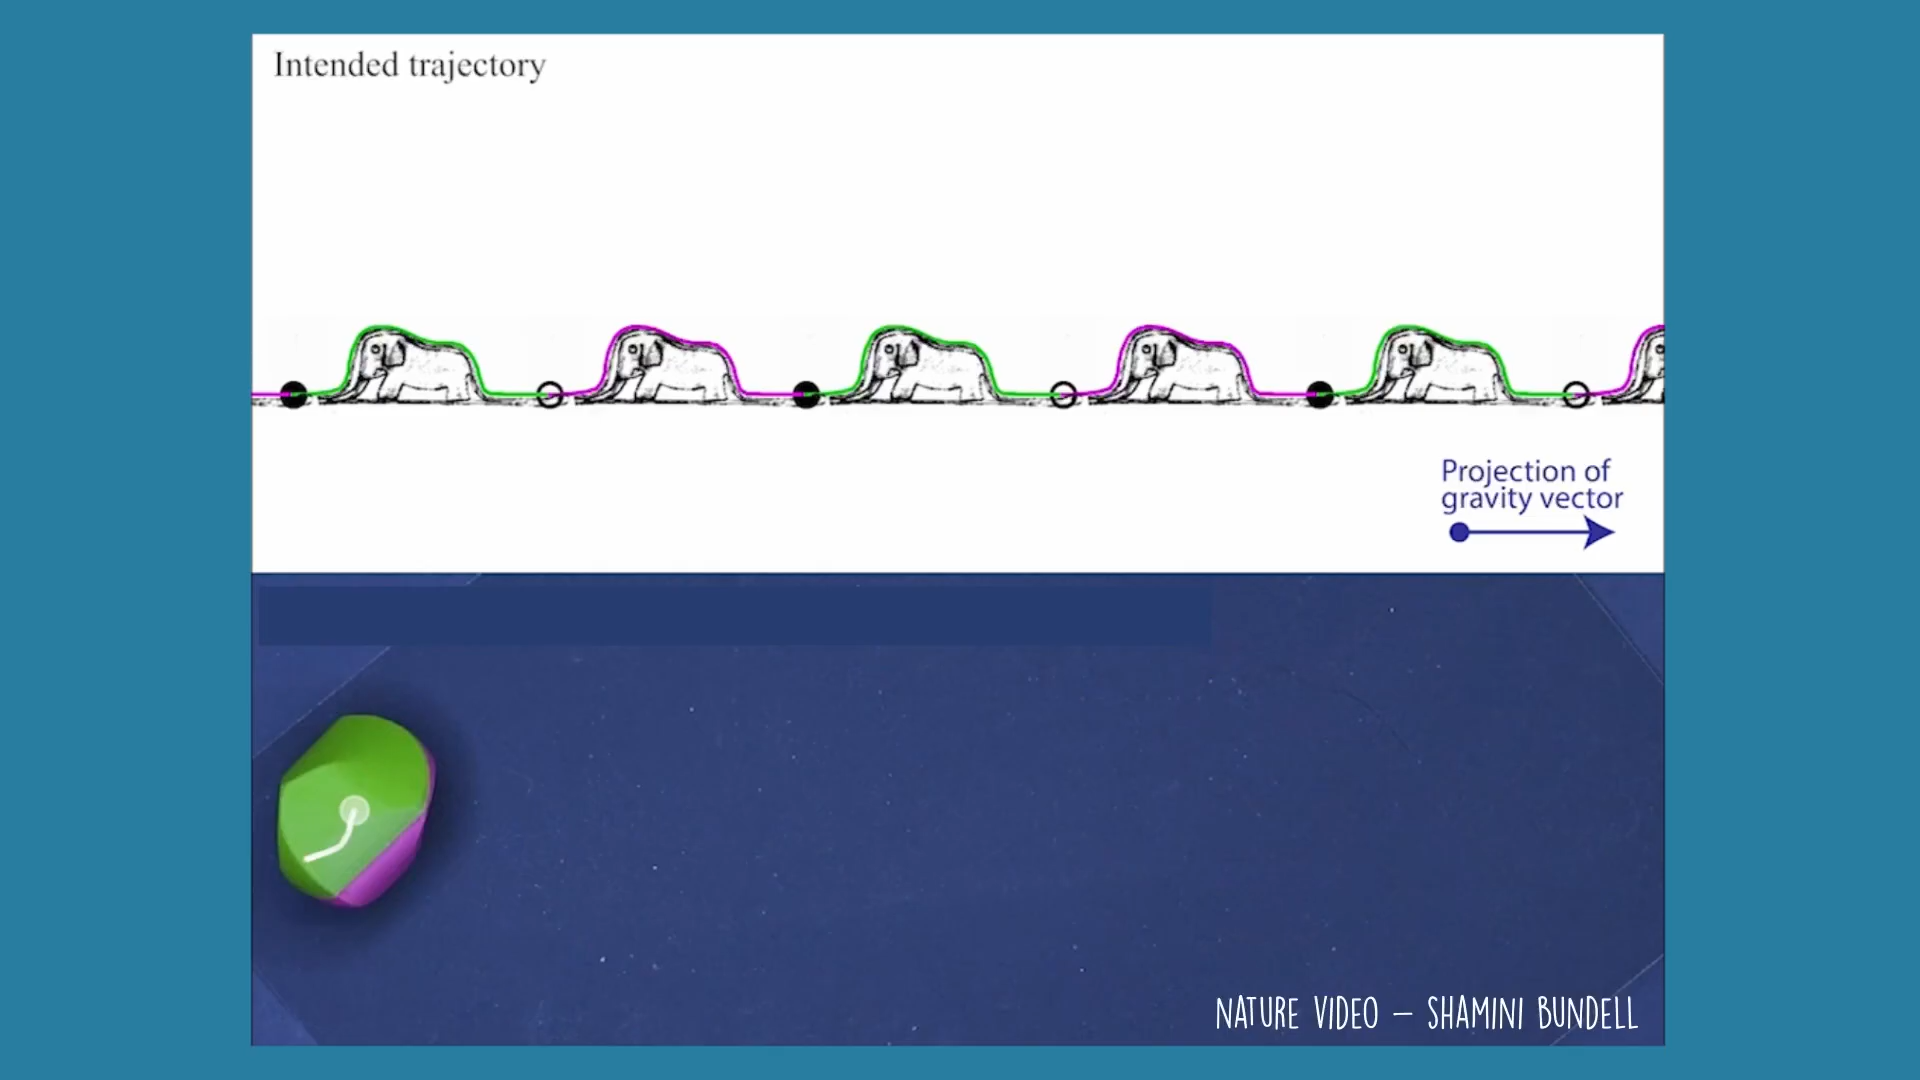 Intended trajectory
Projection of
gravity vector
NATURE VIDEO – SHAMINI BUNDELL